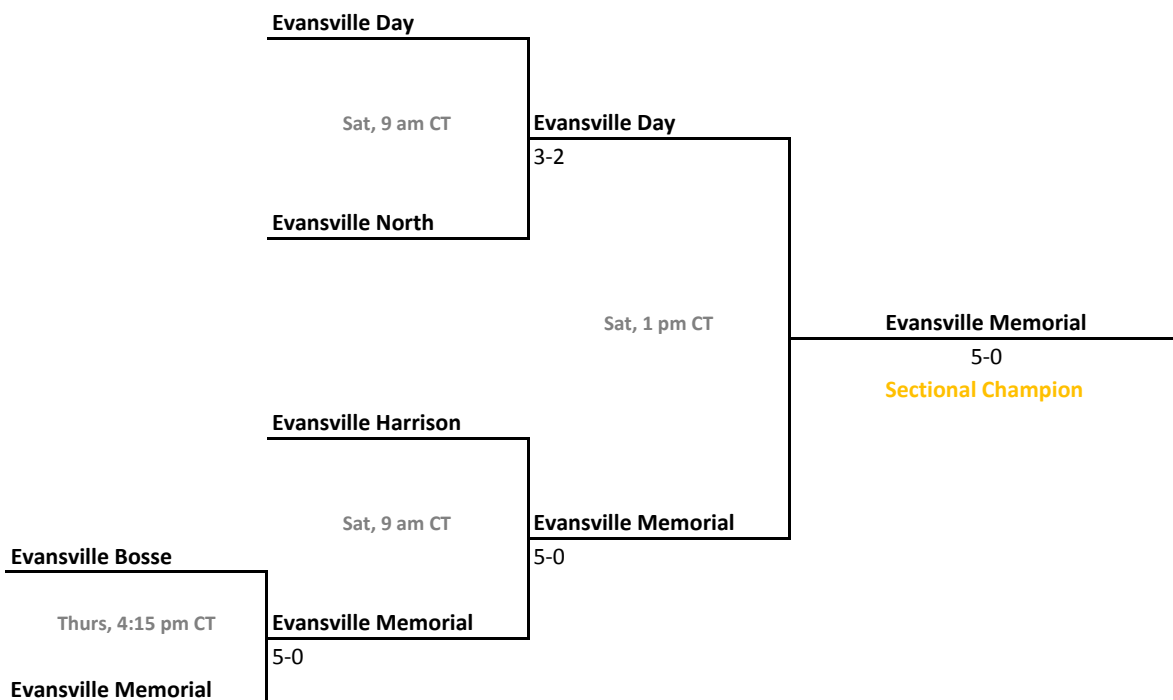 Evansville Day
Sat, 9 am CT
Evansville Day
3-2
Evansville North
Sat, 1 pm CT
Evansville Memorial
5-0
Sectional Champion
Evansville Harrison
Sat, 9 am CT
Evansville Memorial
5-0
Evansville Bosse
Thurs, 4:15 pm CT
Evansville Memorial
5-0
Evansville Memorial